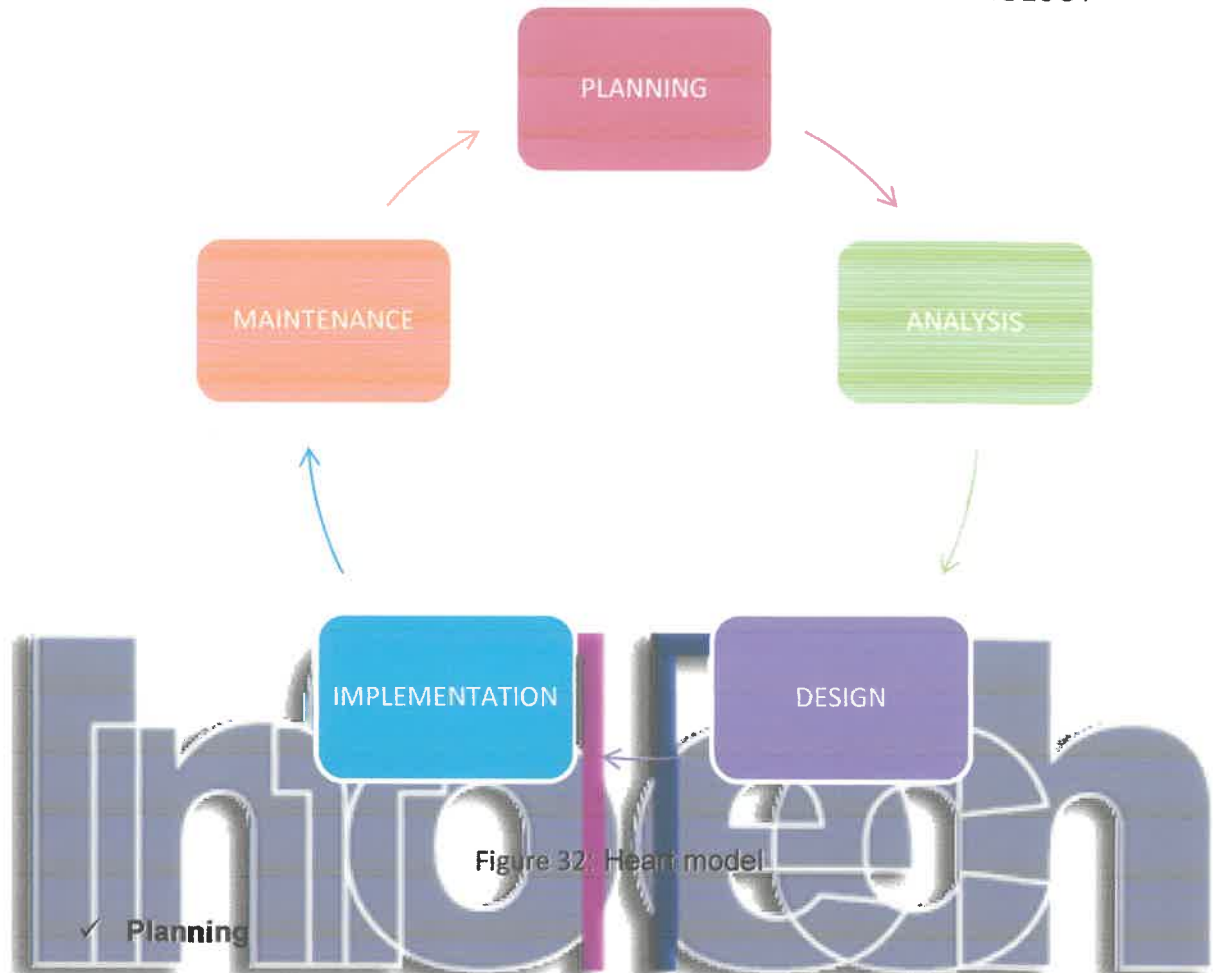 PLANNING
MAINTENANCE
ANALYSIS
IMPLEMENTATION
DESIGN
Figure 32: Heart model
✓ Planning